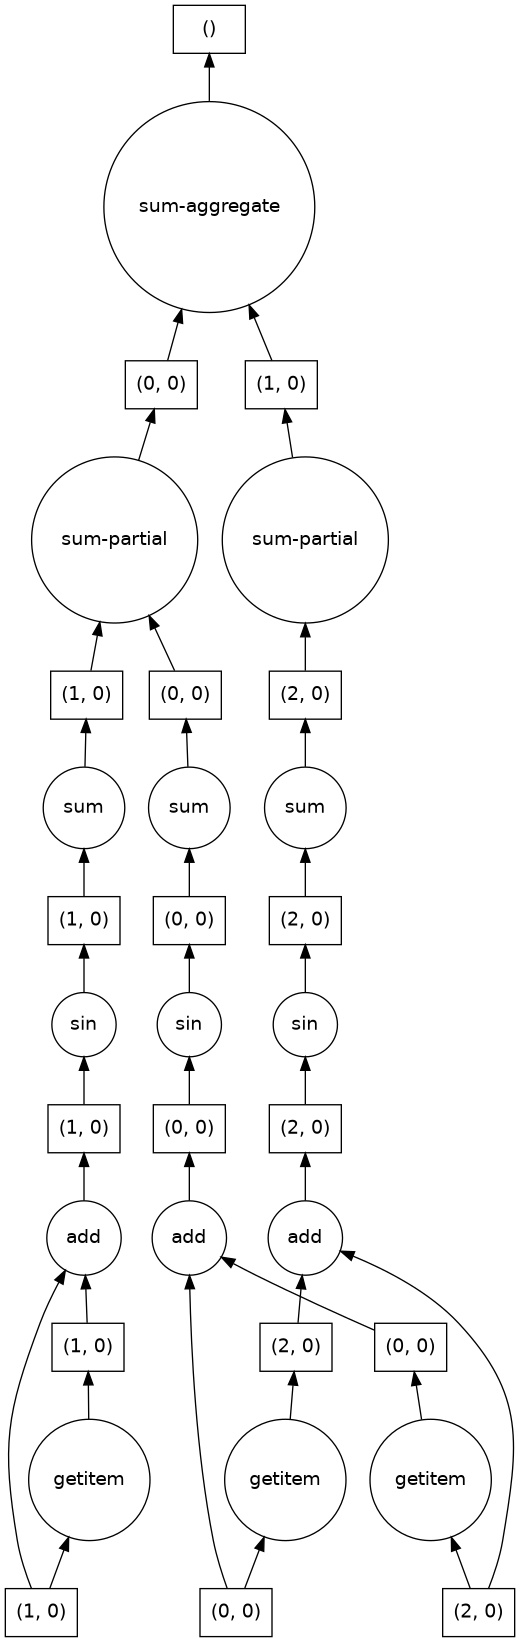 ()
sum-aggregate
(0, 0)
(1, 0)
sum-partial
sum-partial
(1, 0)
(0, 0)
(2, 0)
sum
sum
sum
(1, 0)
(0, 0)
(2, 0)
sin
sin
sin
(1, 0)
(0, 0)
(2, 0)
add
add
add
(1, 0)
(2, 0)
(0, 0)
getitem
getitem
getitem
(1, 0)
(0, 0)
(2, 0)